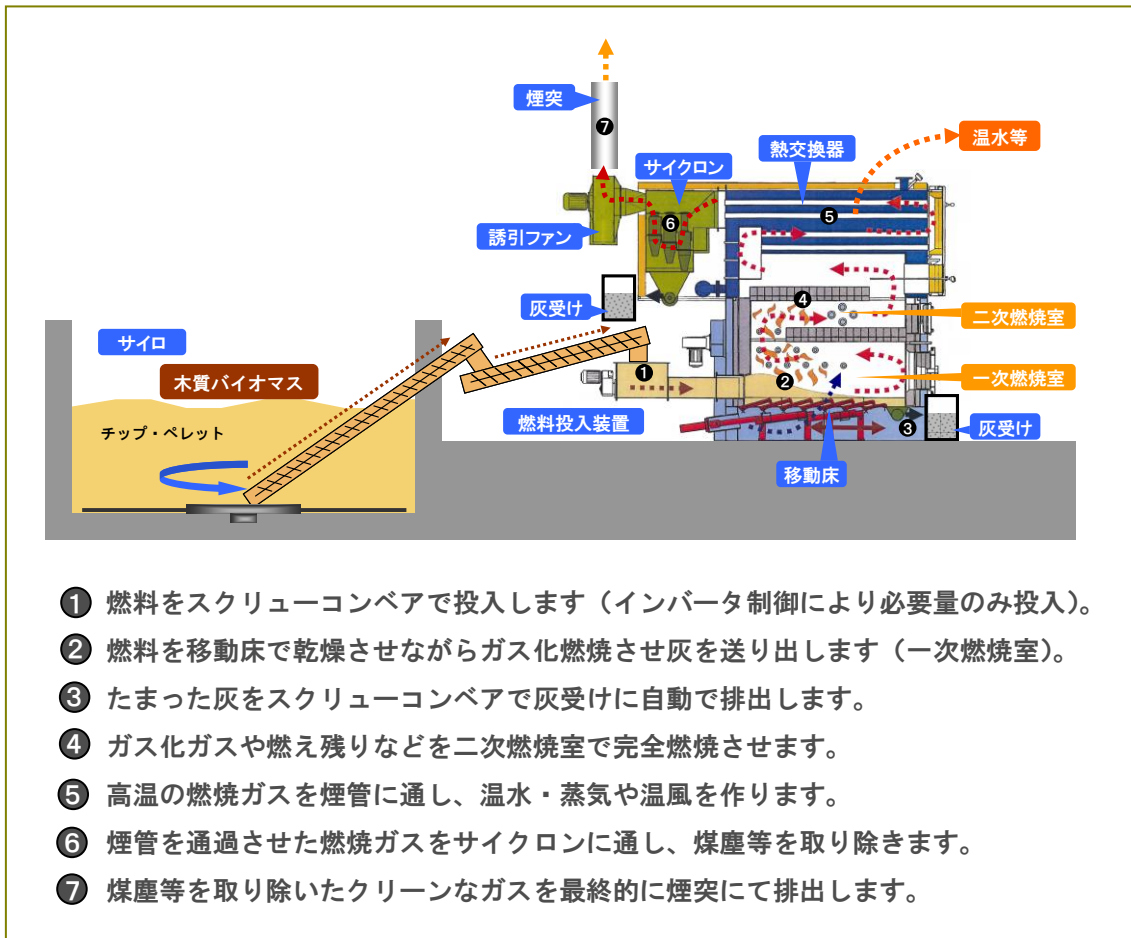 煙突
❼
サイクロン
熱交換器
温水等
❺
❻
誘引ファン
灰受け
❹
二次燃焼室
サイロ
木質バイオマス
❶
❷
一次燃焼室
チップ・ペレット
燃料投入装置
❸
灰受け
移動床
❶ 燃料をスクリューコンベアで投入します（インバータ制御により必要量のみ投入）。
❷ 燃料を移動床で乾燥させながらガス化燃焼させ灰を送り出します（一次燃焼室）。
❸ たまった灰をスクリューコンベアで灰受けに自動で排出します。
❹ ガス化ガスや燃え残りなどを二次燃焼室で完全燃焼させます。
❺ 高温の燃焼ガスを煙管に通し、温水・蒸気や温風を作ります。
❻ 煙管を通過させた燃焼ガスをサイクロンに通し、煤塵等を取り除きます。
❼ 煤塵等を取り除いたクリーンなガスを最終的に煙突にて排出します。